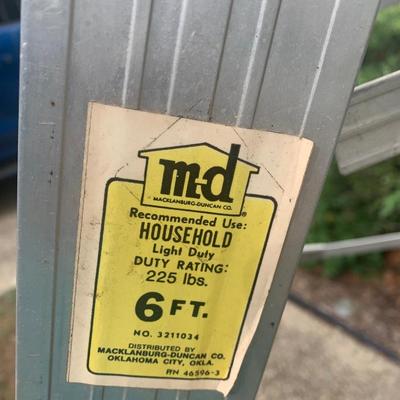 m-d
MACKLANBURG-DUNCAN CO.
®
Recommended Use:
HOUSEHOLD
Light Duty
DUTY RATING:
225 lbs.
6 FT.
NO. 3211034
DISTRIBUTED BY
MACKLANBURG-DUNCAN CO.
OKLAHOMA CITY, OKLA.
P/N 46596-3